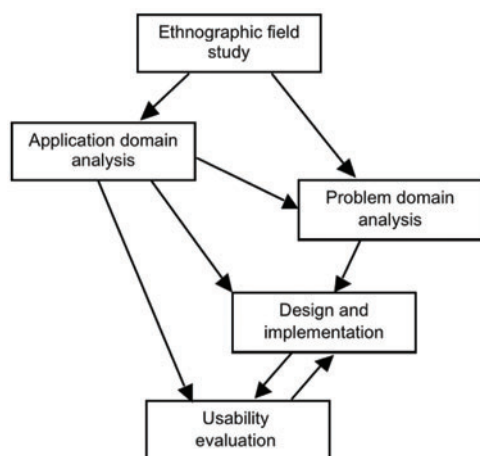 Ethnographic field
study
Application domain
analysis
Problem domain
analysis
Design and
implementation
Usability
evaluation